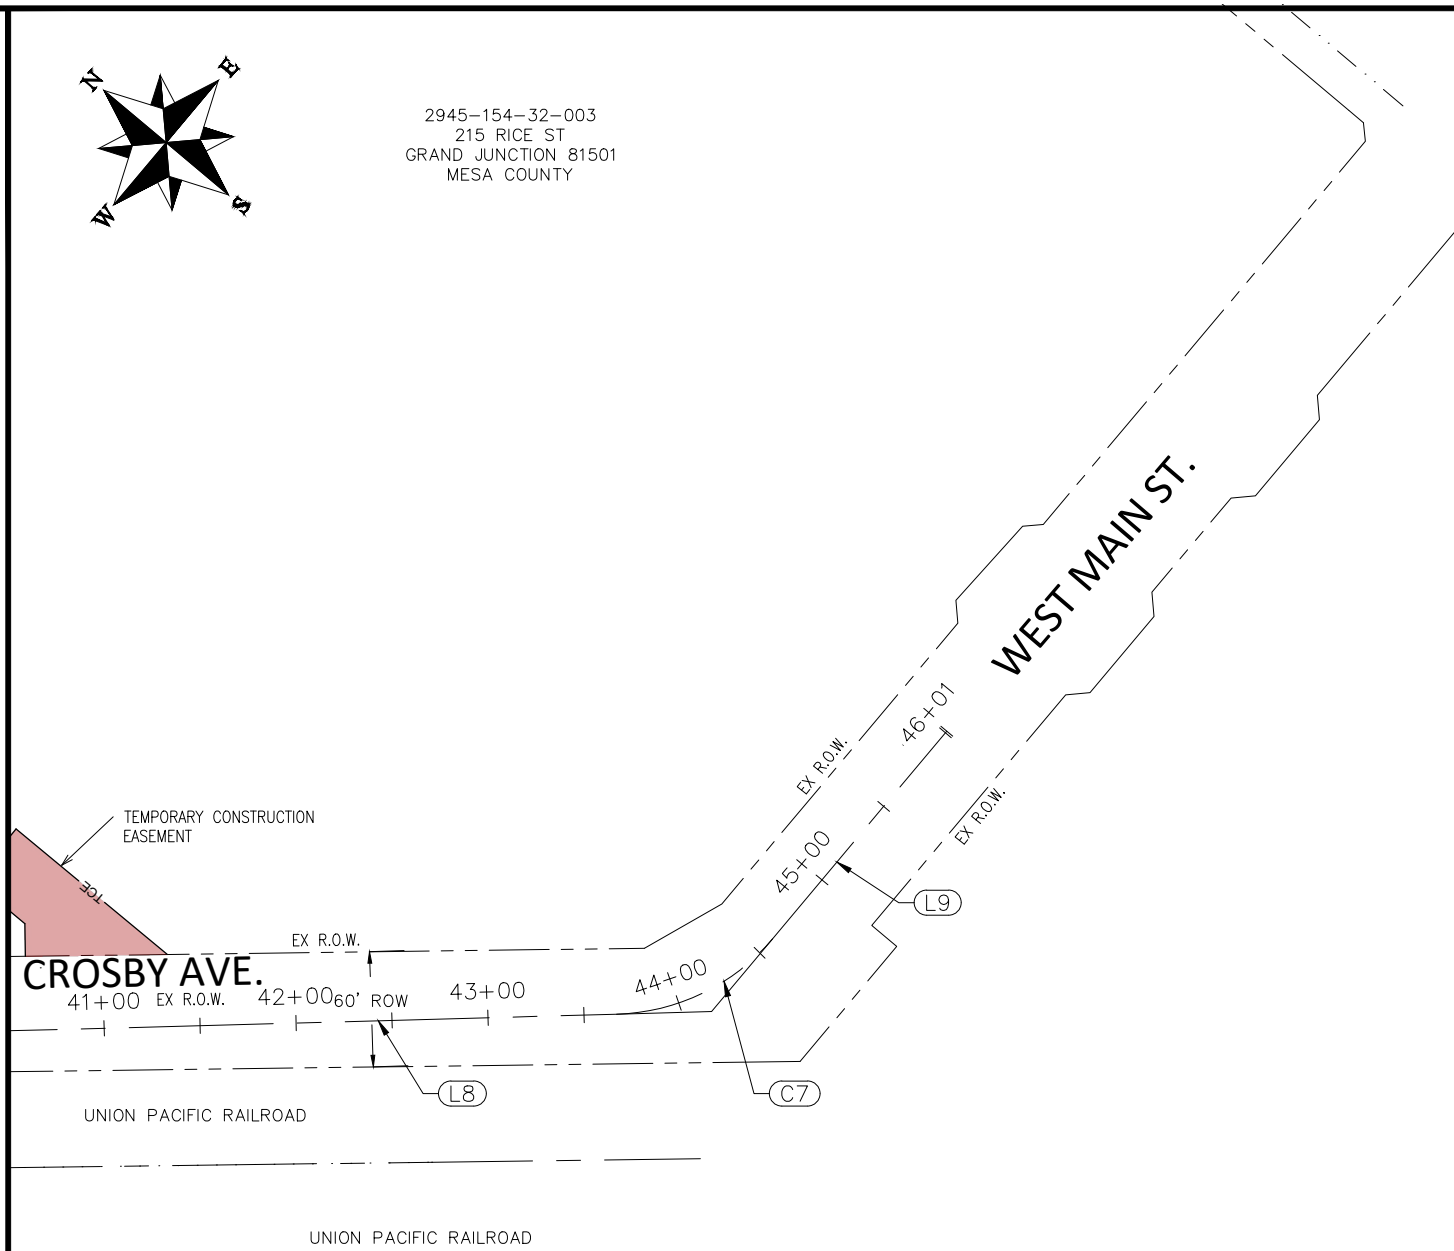 N
E
W
S
2945-154-32-003
215 RICE ST
GRAND JUNCTION 81501
MESA COUNTY
WEST MAIN ST.
46+01
EX R.O.W.
EX R.O.W.
TEMPORARY CONSTRUCTION
EASEMENT
TCE
45+00
L9
EX R.O.W.
CROSBY AVE.
41+00
EX R.O.W.
42+00
60' ROW
43+00
44+00
L8
C7
UNION PACIFIC RAILROAD
UNION PACIFIC RAILROAD